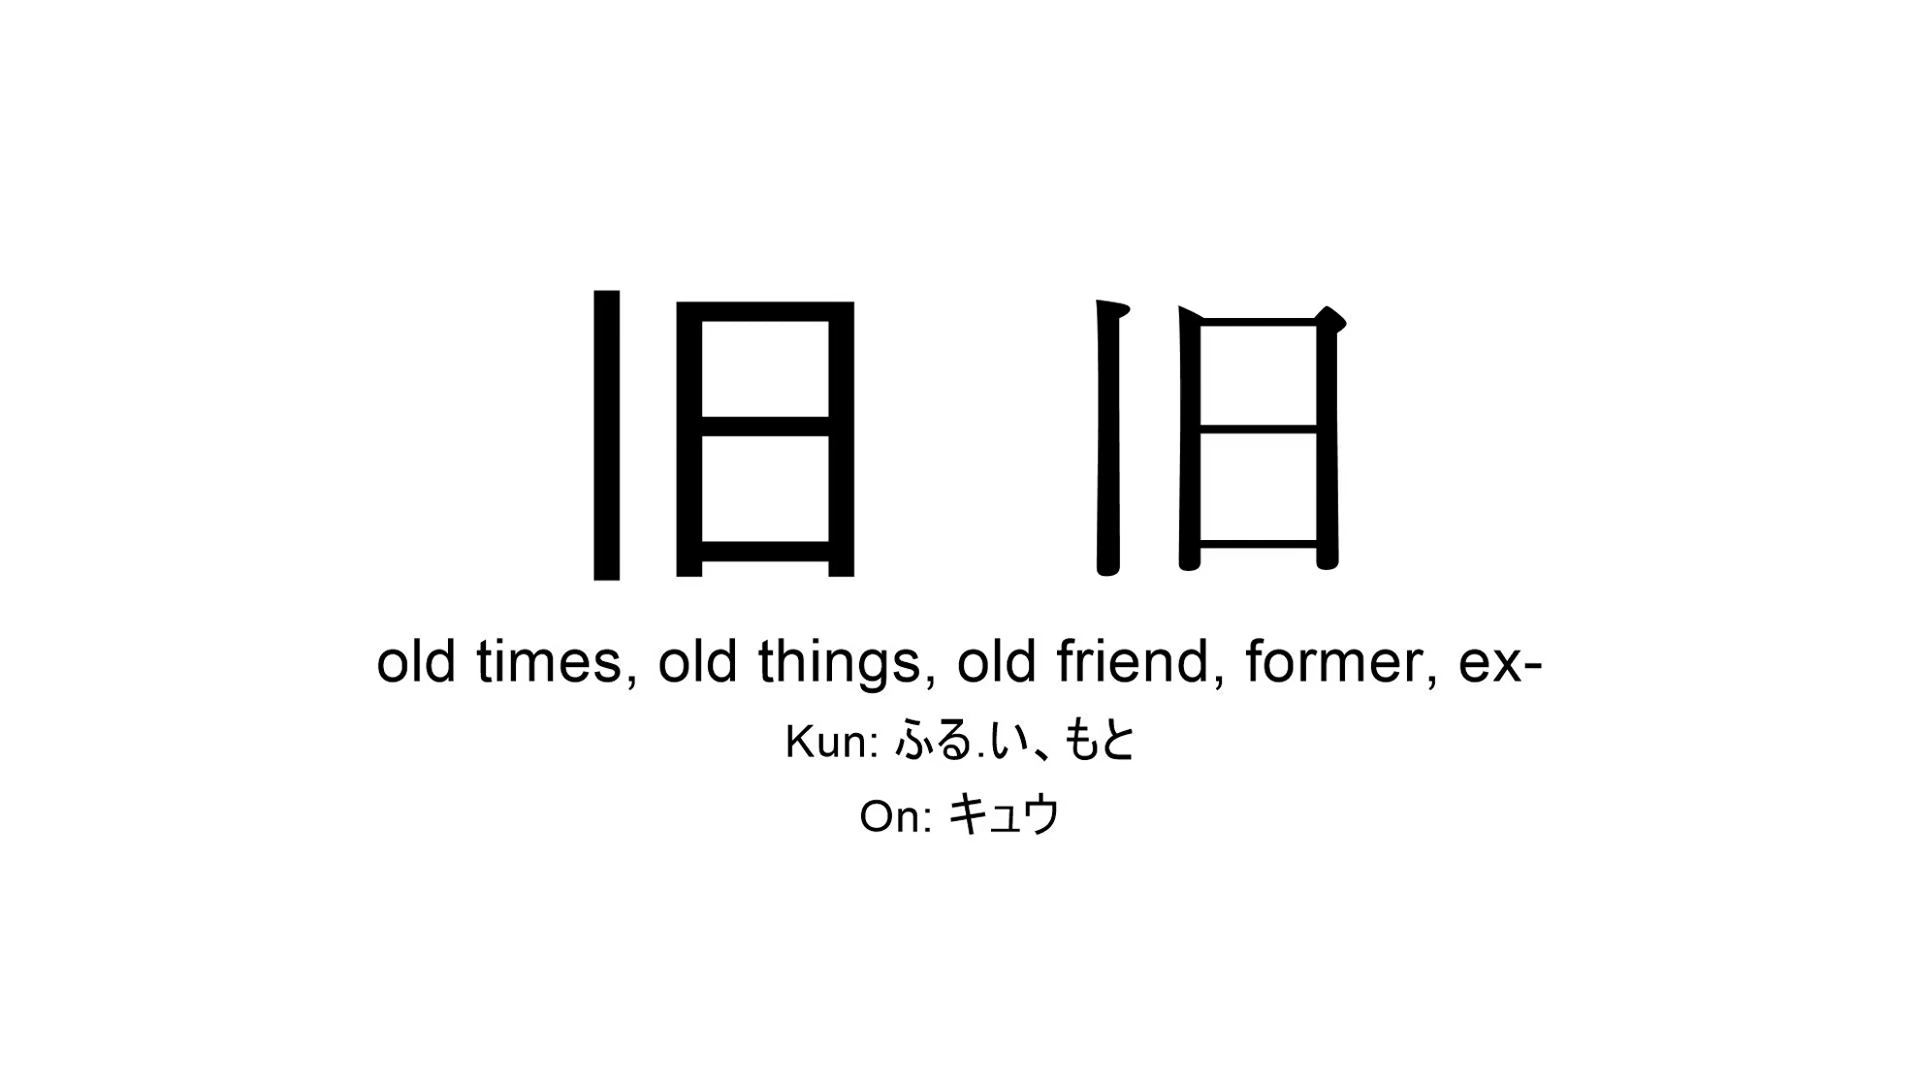 旧 旧
old times, old things, old friend, former, ex-
Kun: ふる.い、もと
On: キュウ